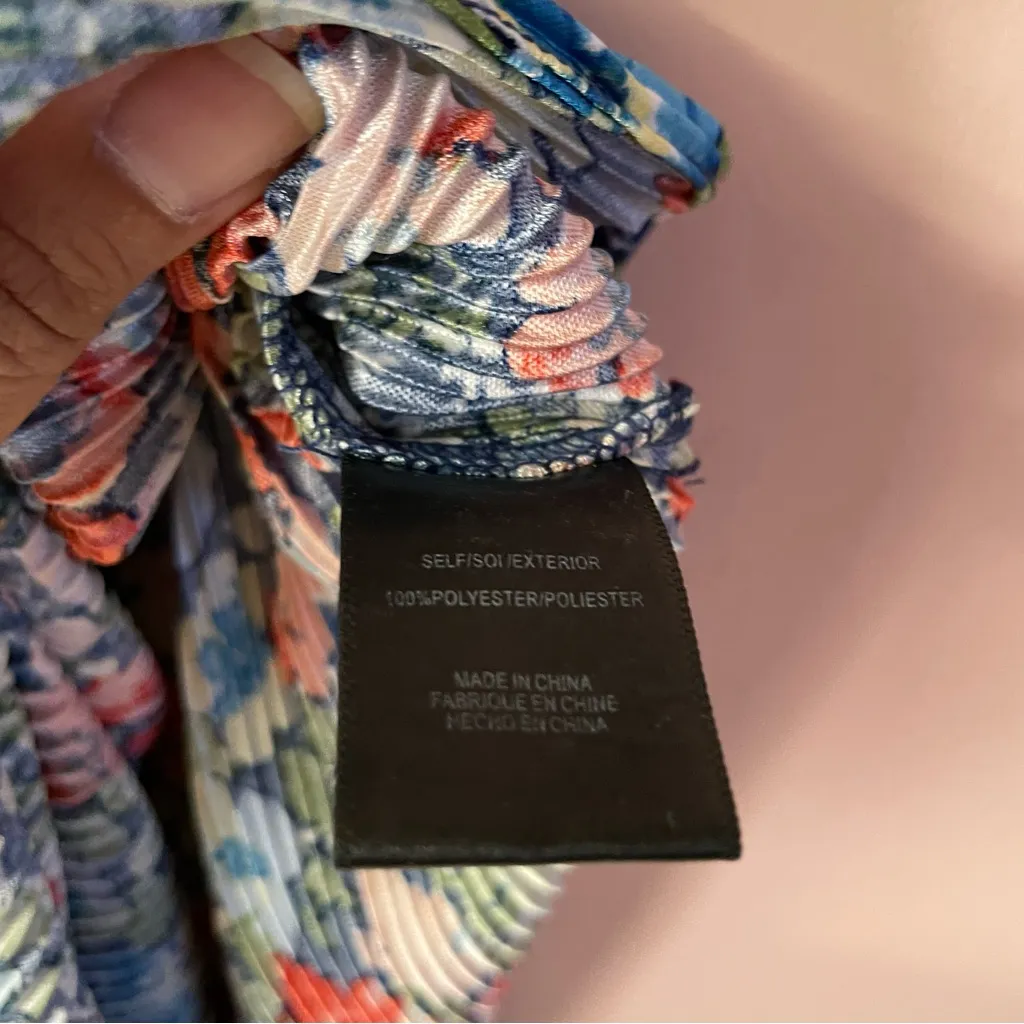 SELF/SOI/EXTERIOR
100%POLYESTER/POLIESTER
MADE IN CHINA
FABRIQUE EN CHINE
HECHO EN CHINA